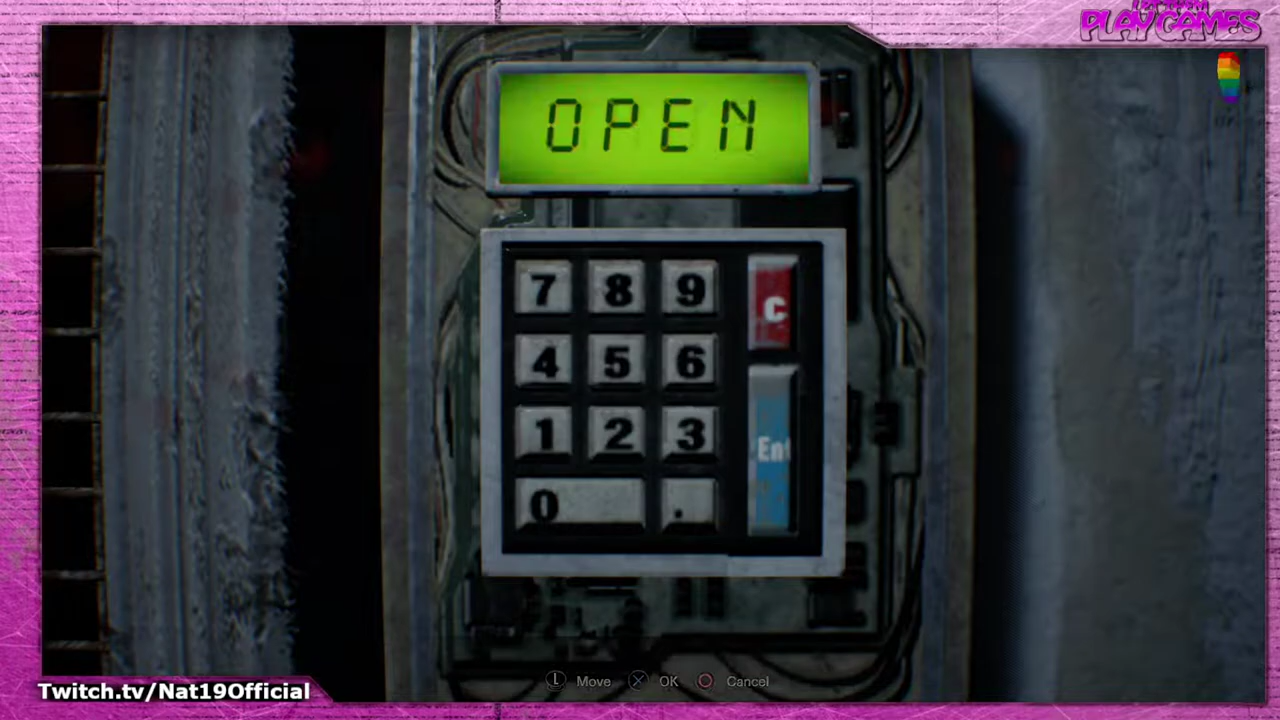 PLAY GAMES
OPEN
7 8 9 C
4 5 6
1 2 3 Ent
0 .
L Move OK Cancel
Twitch.tv/Nat19Official